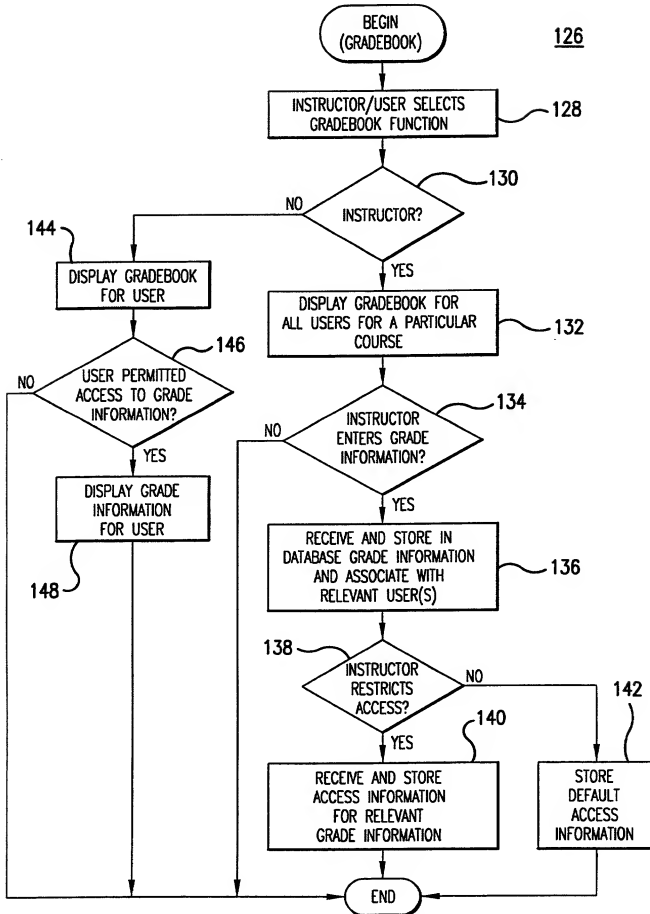 BEGIN
(GRADEBOOK)
126
INSTRUCTOR/USER SELECTS
GRADEBOOK FUNCTION
128
130
INSTRUCTOR?
NO
YES
144
DISPLAY GRADEBOOK
FOR USER
DISPLAY GRADEBOOK FOR
ALL USERS FOR A PARTICULAR
COURSE
132
146
USER PERMITTED
ACCESS TO GRADE
INFORMATION?
NO
YES
134
INSTRUCTOR
ENTERS GRADE
INFORMATION?
NO
YES
DISPLAY GRADE
INFORMATION
FOR USER
148
RECEIVE AND STORE IN
DATABASE GRADE INFORMATION
AND ASSOCIATE WITH
RELEVANT USER(S)
136
138
INSTRUCTOR
RESTRICTS
ACCESS?
NO
YES
140
142
RECEIVE AND STORE
ACCESS INFORMATION
FOR RELEVANT
GRADE INFORMATION
STORE
DEFAULT
ACCESS
INFORMATION
END